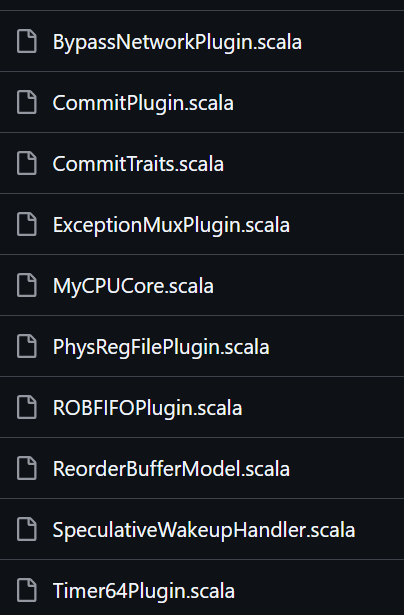 BypassNetworkPlugin.scala
CommitPlugin.scala
CommitTraits.scala
ExceptionMuxPlugin.scala
MyCPUCore.scala
PhysRegFilePlugin.scala
ROBFIFOPlugin.scala
ReorderBufferModel.scala
SpeculativeWakeupHandler.scala
Timer64Plugin.scala